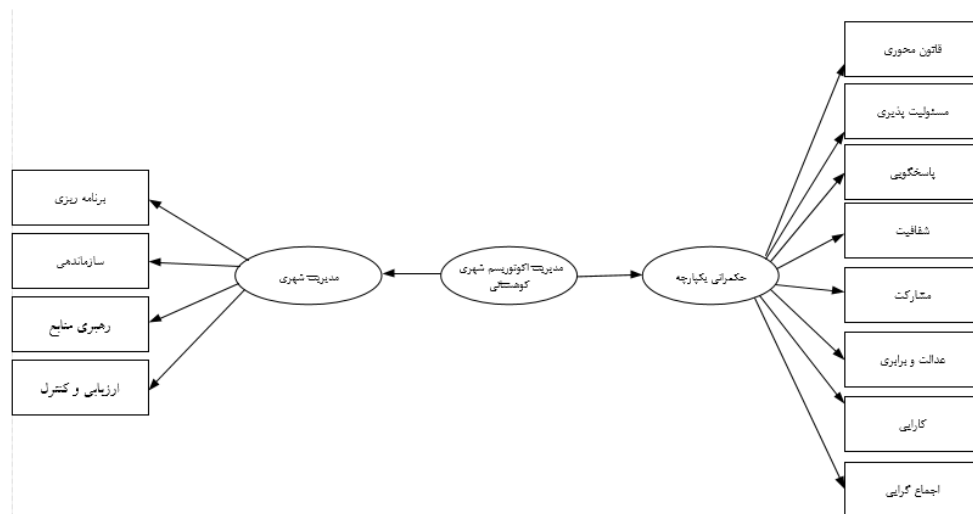 قانون محوری
مسئولیت پذیری
پاسخگویی
شفافیت
مشارکت
عدالت و برابری
کارایی
اجماع گرایی
حکمرانی یکپارچه
مدیریت اکوتوریسم شهری
کوهستانی
مدیریت شهری
برنامه ریزی
سازماندهی
رهبری منابع
ارزیابی و کنترل